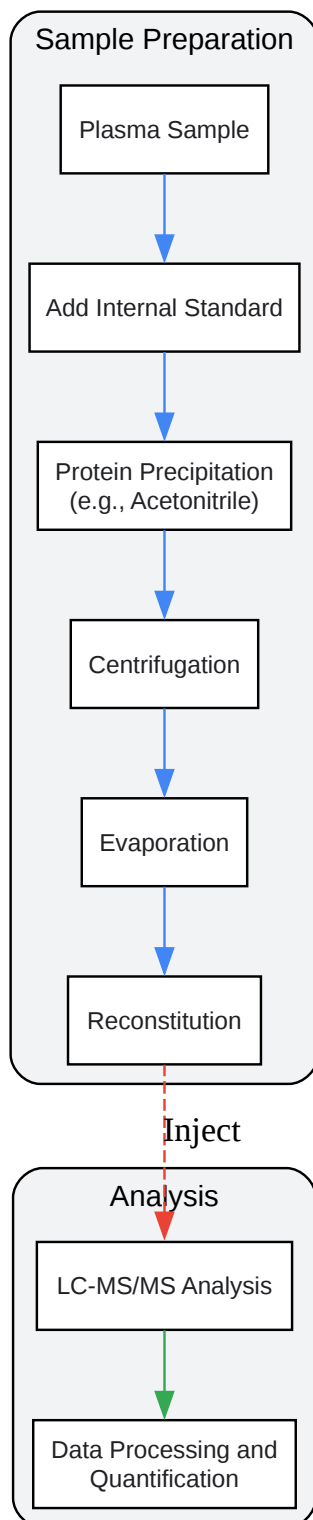 Sample Preparation
Plasma Sample
Add Internal Standard
Protein Precipitation
(e.g., Acetonitrile)
Centrifugation
Evaporation
Reconstitution
Inject
Analysis
LC-MS/MS Analysis
Data Processing and
Quantification